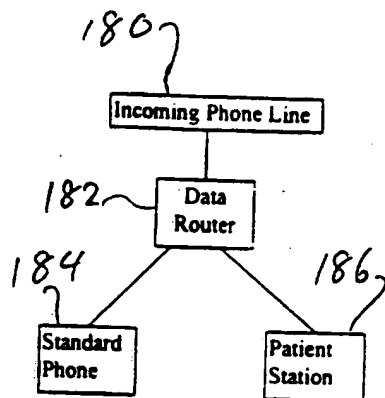 180
Incoming Phone Line
182
Data
Router
184
186
Standard
Phone
Patient
Station